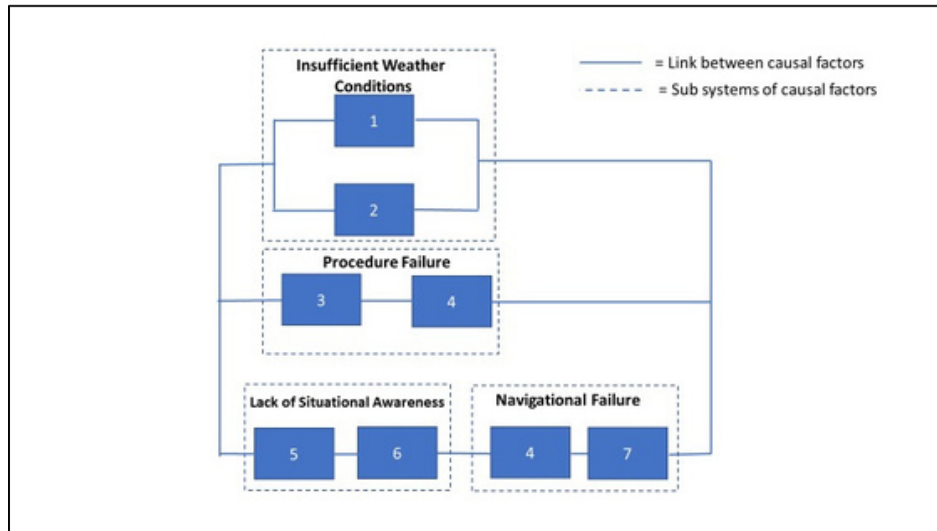 Insufficient Weather
Conditions
1
2
= Link between causal factors
= Sub systems of causal factors
Procedure Failure
3
4
Lack of Situational Awareness
5
6
Navigational Failure
4
7